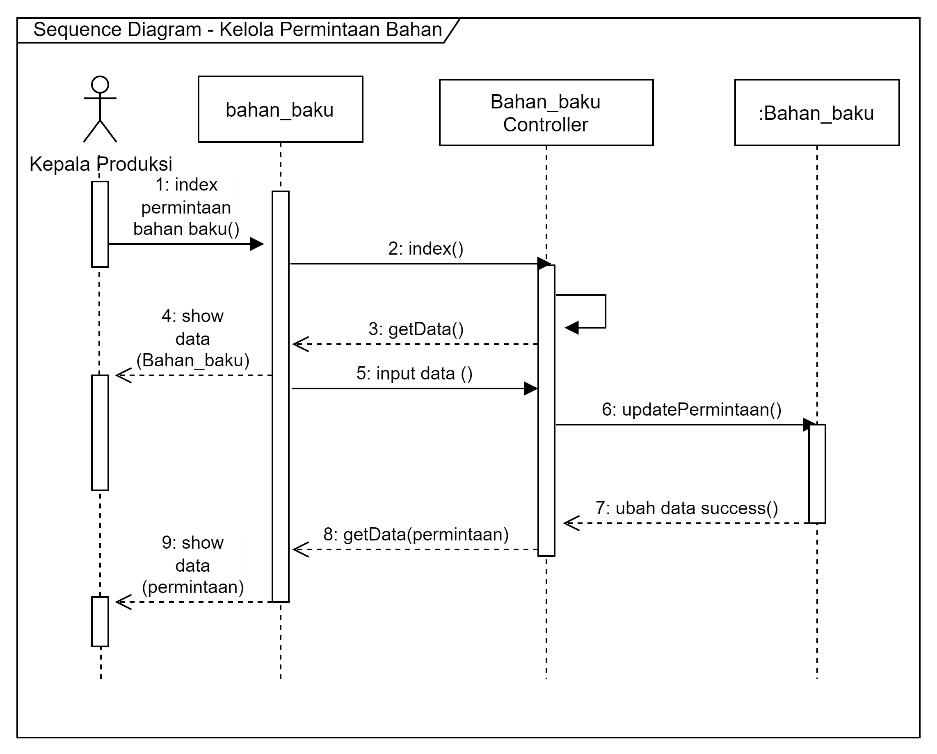 Sequence Diagram - Kelola Permintaan Bahan
bahan_baku
Bahan_baku
Controller
:Bahan_baku
Kepala Produksi
1: index
permintaan
bahan baku()
2: index()
3: getData()
4: show
data
(Bahan_baku)
5: input data ()
6: updatePermintaan()
7: ubah data success()
8: getData(permintaan)
9: show
data
(permintaan)